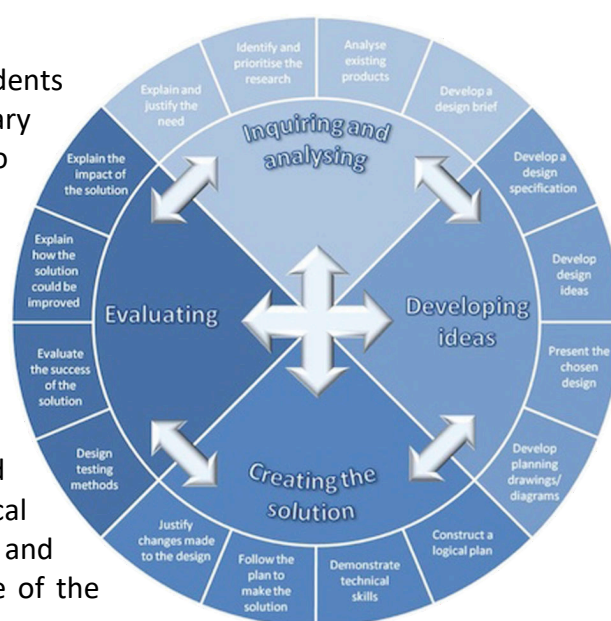 dents
ary
o
d
cal
and
e of the
Inquiring and
analysing
Explain and
justify the
need
Identify and
prioritise the
research
Analyse
existing
products
Develop a
design brief
Developing
ideas
Develop a
design
specification
Develop
design
ideas
Present the
chosen
design
Develop
planning
drawings/
diagrams
Creating the
solution
Construct a
logical plan
Demonstrate
technical
skills
Follow the
plan to
make the
solution
Justify
changes made
to the design
Evaluating
Design
testing
methods
Evaluate
the success
of the
solution
Explain
how the
solution
could be
improved
Explain the
impact of
the solution